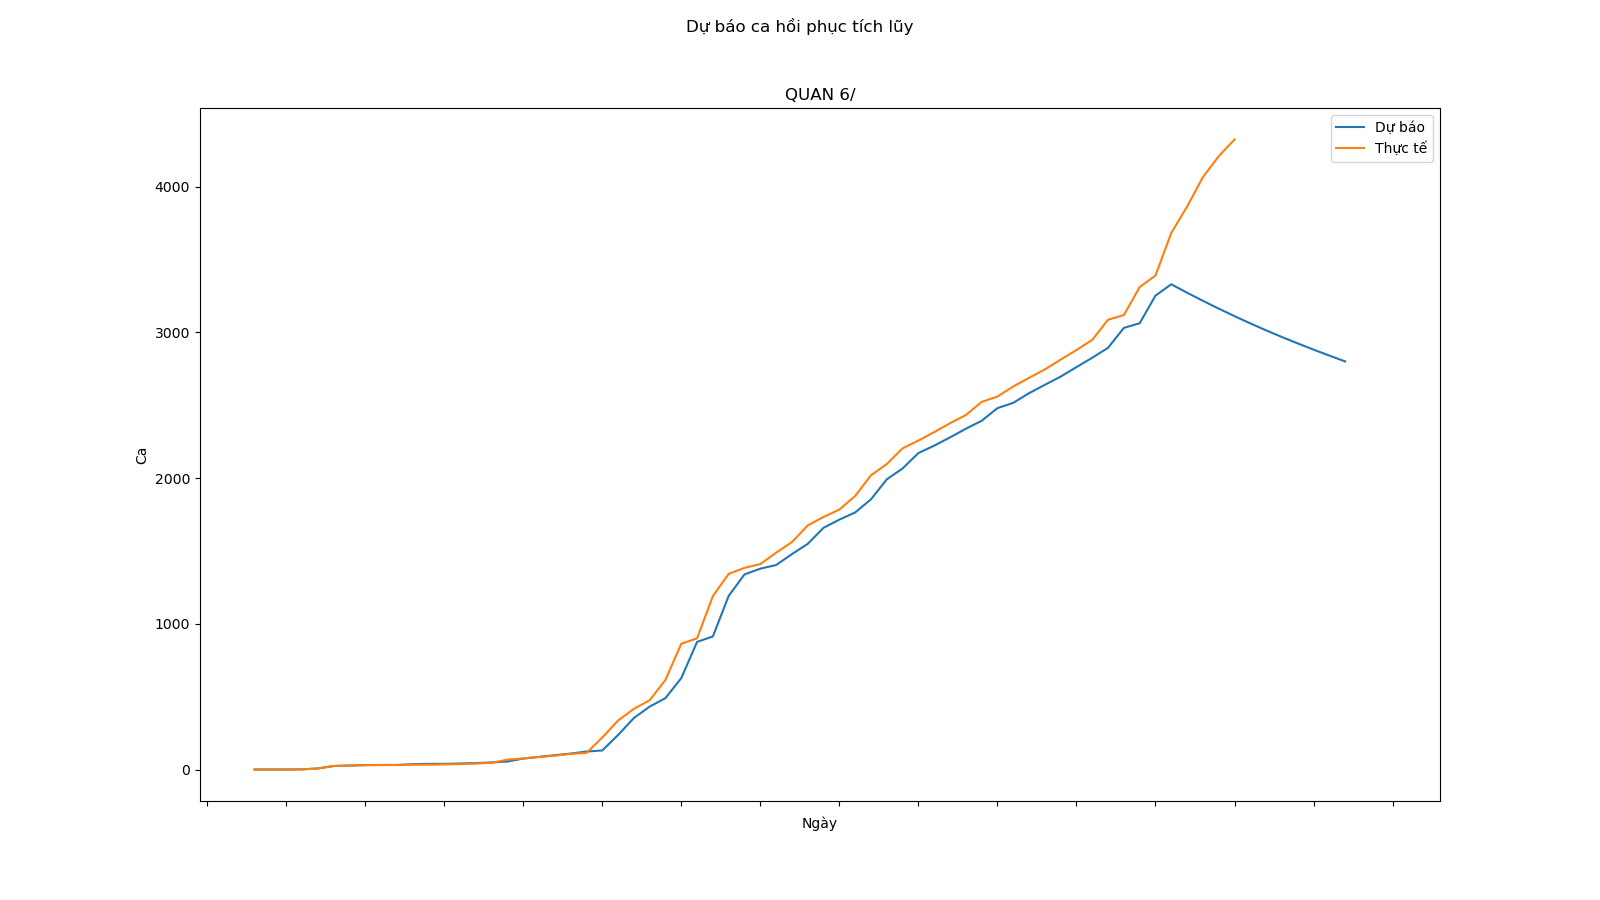 Dự báo ca hồi phục tích lũy
QUAN 6/
Dự báo
Thực tế
4000
3000
2000
1000
0
Ca
Ngày